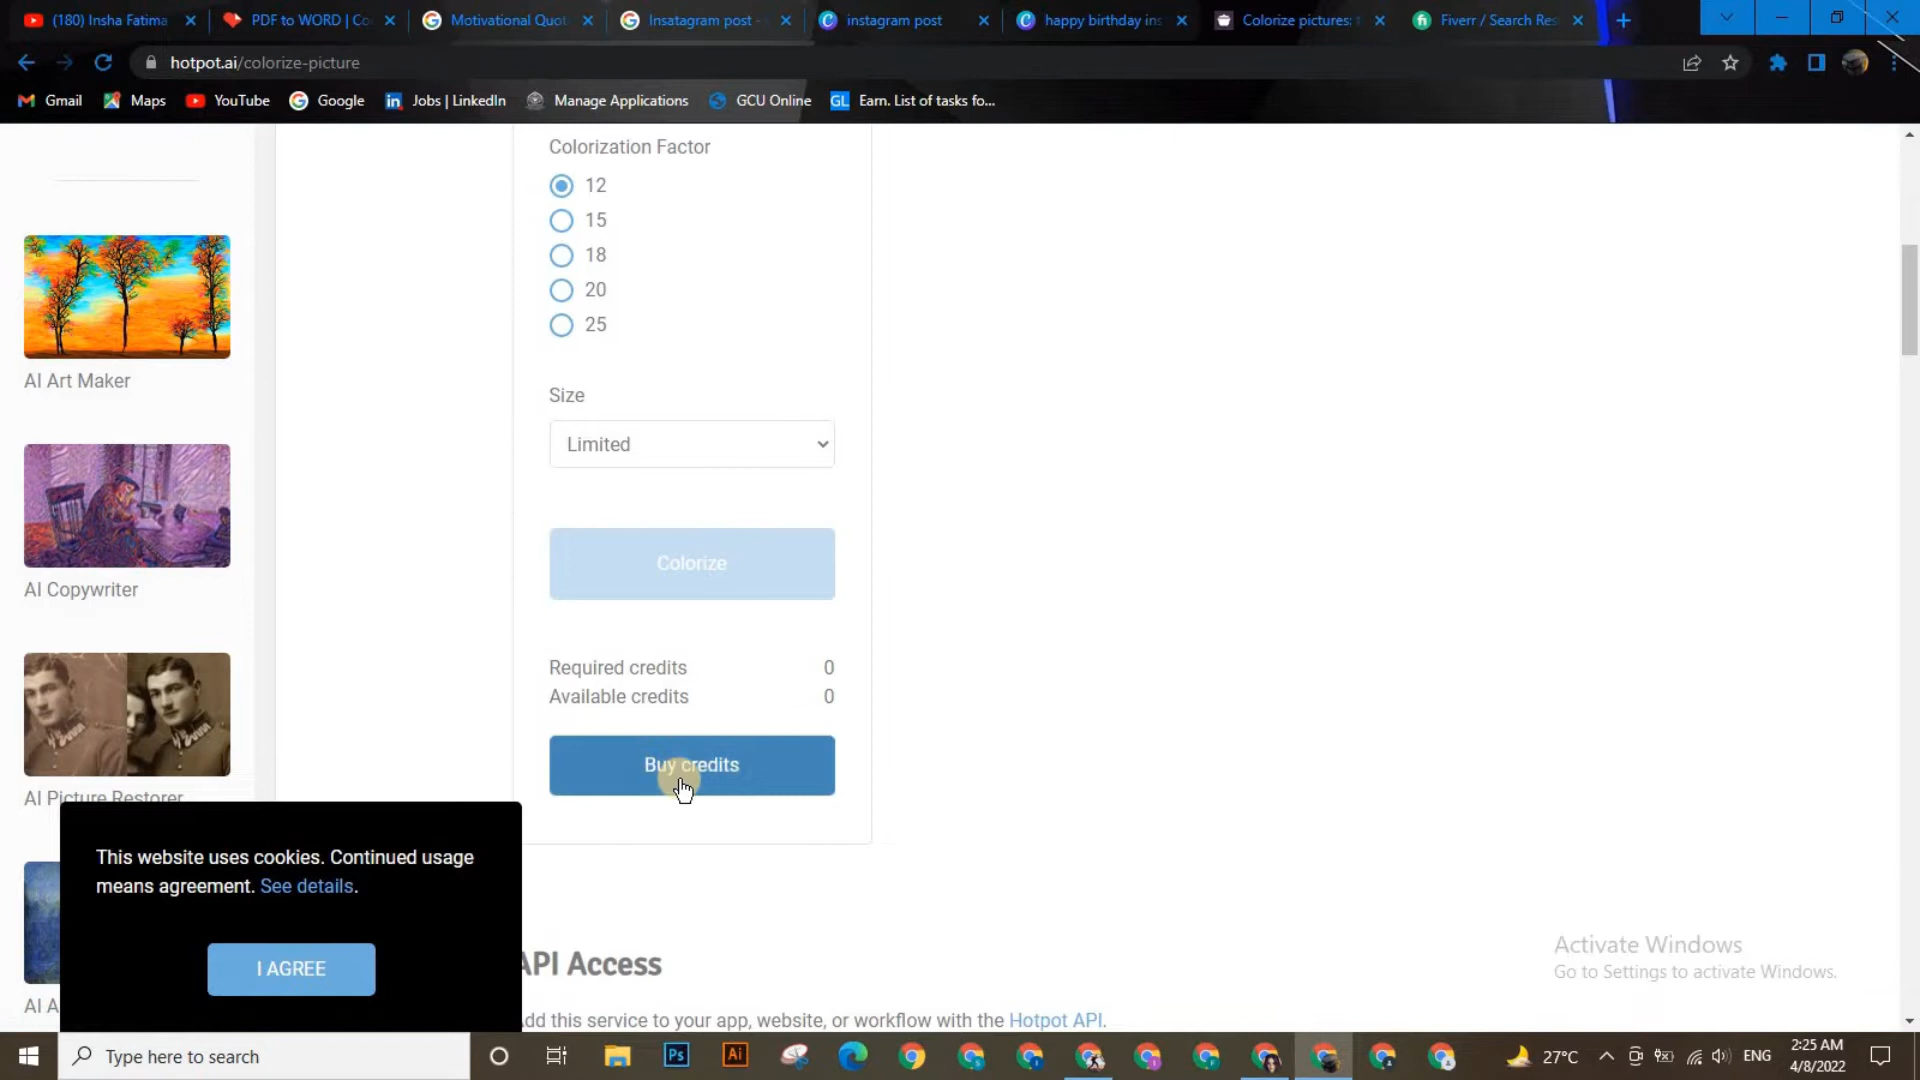 (180) Insha Fatima
PDF to WORD | Co
Motivational Quot
Insatagram post -
instagram post
happy birthday ins
Colorize pictures:
Fiverr / Search Res
hotpot.ai/colorize-picture
Gmail
Maps
YouTube
Google
Jobs | LinkedIn
Manage Applications
GCU Online
GL
Earn. List of tasks fo...
Colorization Factor
12
15
18
20
25
Size
Limited
Colorize
Required credits 0
Available credits 0
Buy credits
AI Art Maker
AI Copywriter
AI Picture Restorer
AI A
This website uses cookies. Continued usage
means agreement. See details.
I AGREE
API Access
Add this service to your app, website, or workflow with the Hotpot API.
Activate Windows
Go to Settings to activate Windows.
Type here to search
Ps
Ai
27°C
ENG
2:25 AM
4/8/2022